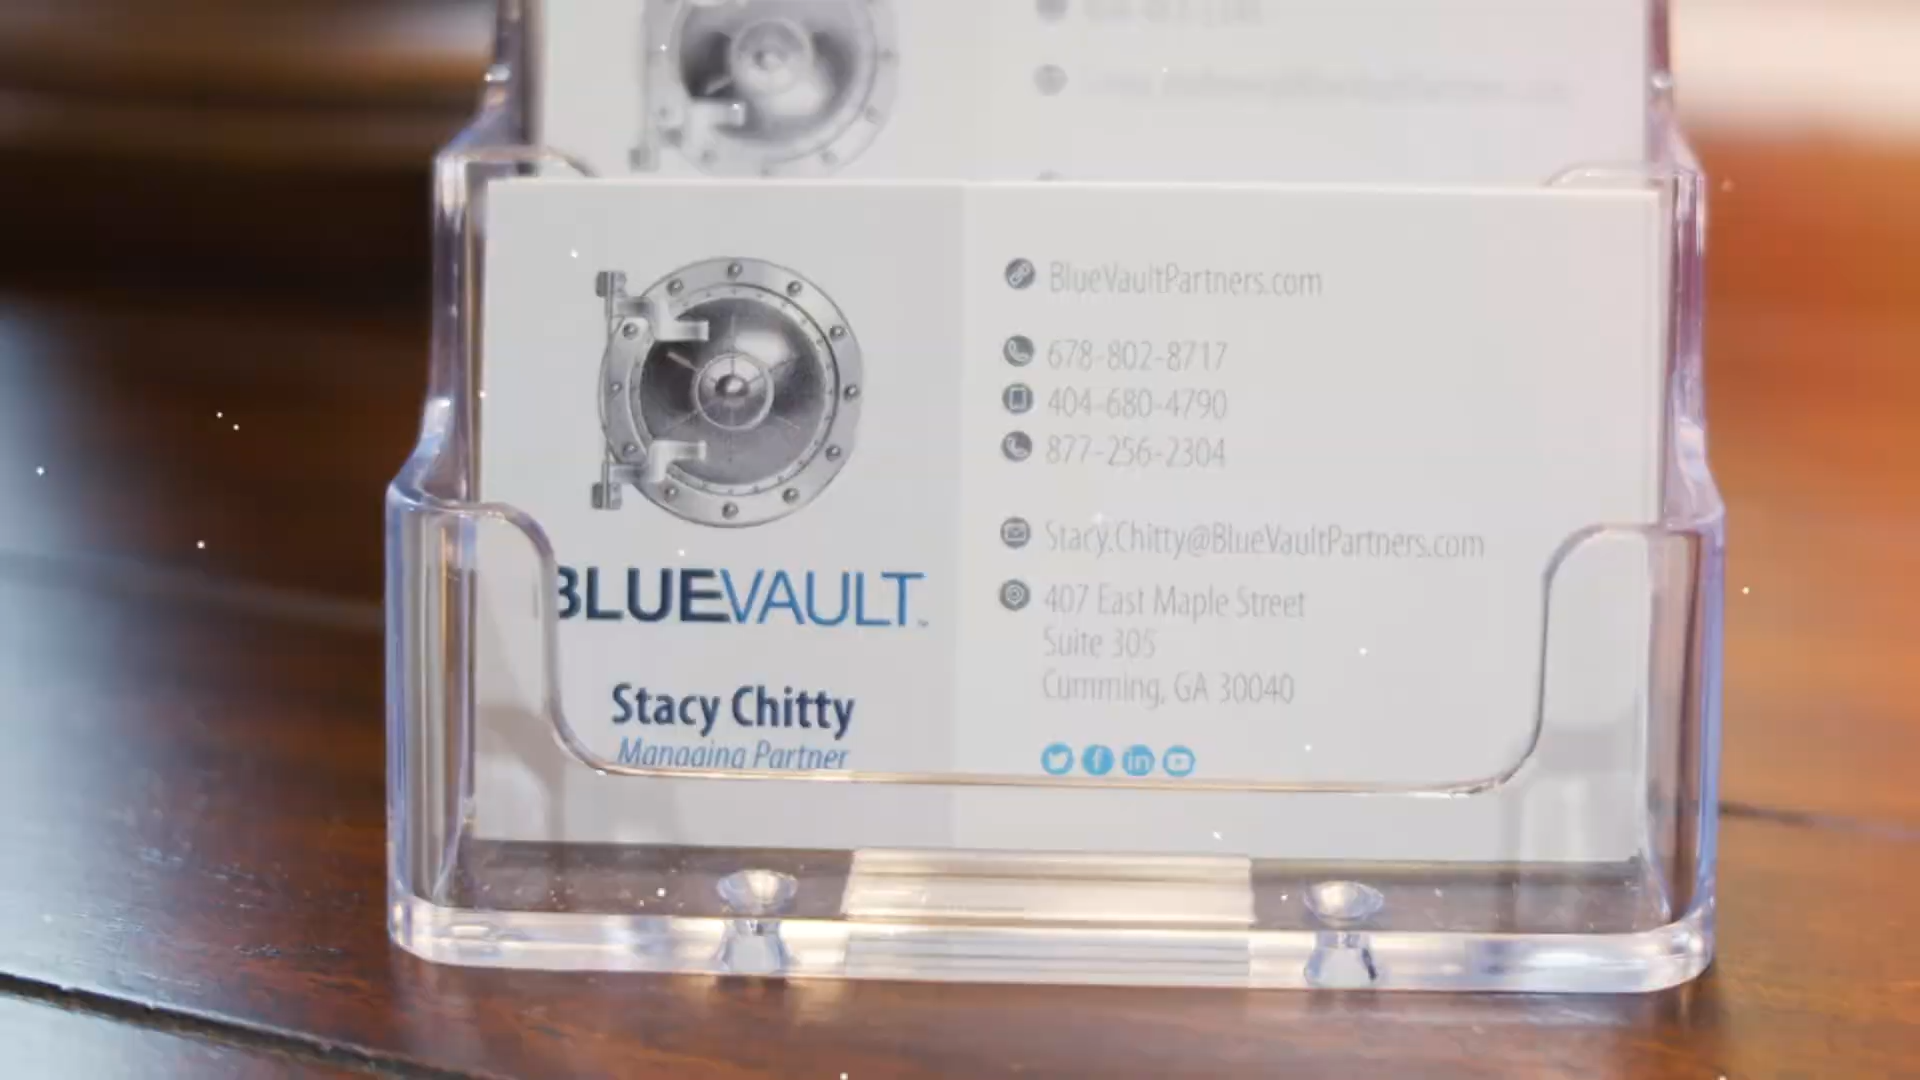 BLUEVAULT™
Stacy Chitty
Managing Partner
BlueVaultPartners.com
678-802-8717
404-680-4790
877-256-2304
Stacy.Chitty@BlueVaultPartners.com
407 East Maple Street
Suite 305
Cumming, GA 30040